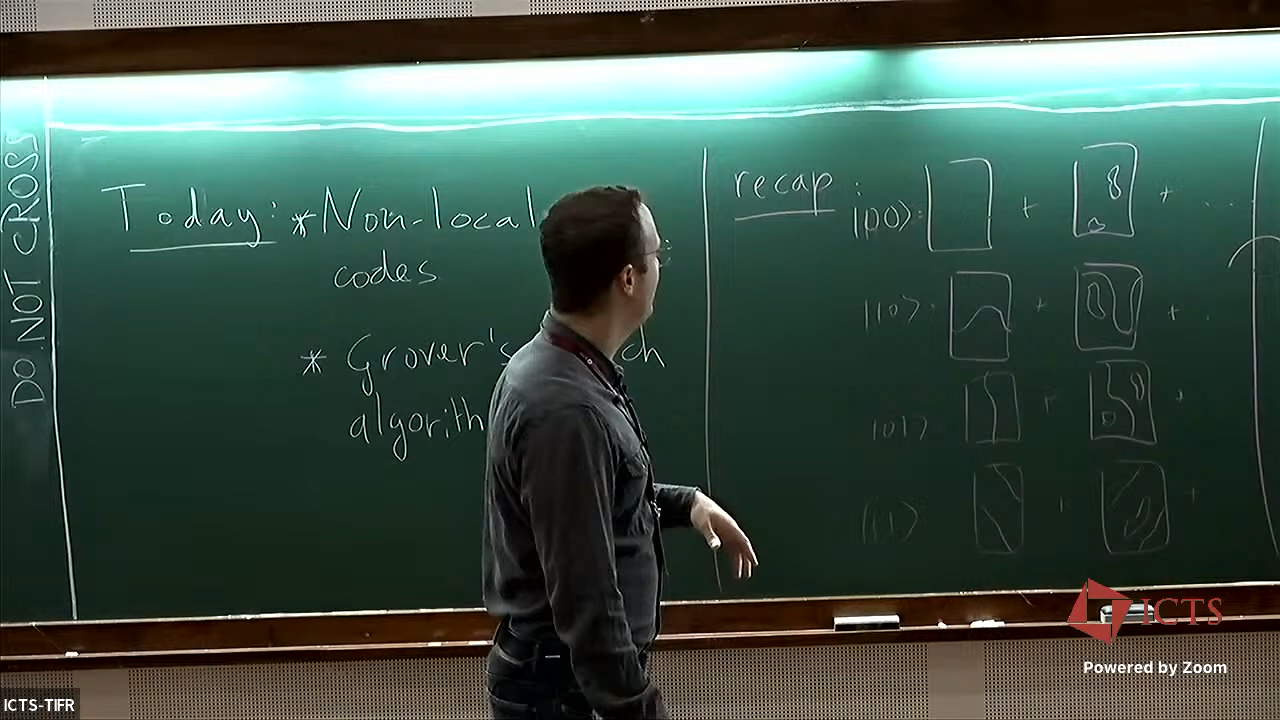 DO NOT CROSS
Today: * Non-local
codes
* Grover's ch
algorith
recap :
|00>: + + ....
|10>: + + .
|01> + +
|11> + +
ICTS
Powered by Zoom
ICTS-TIFR